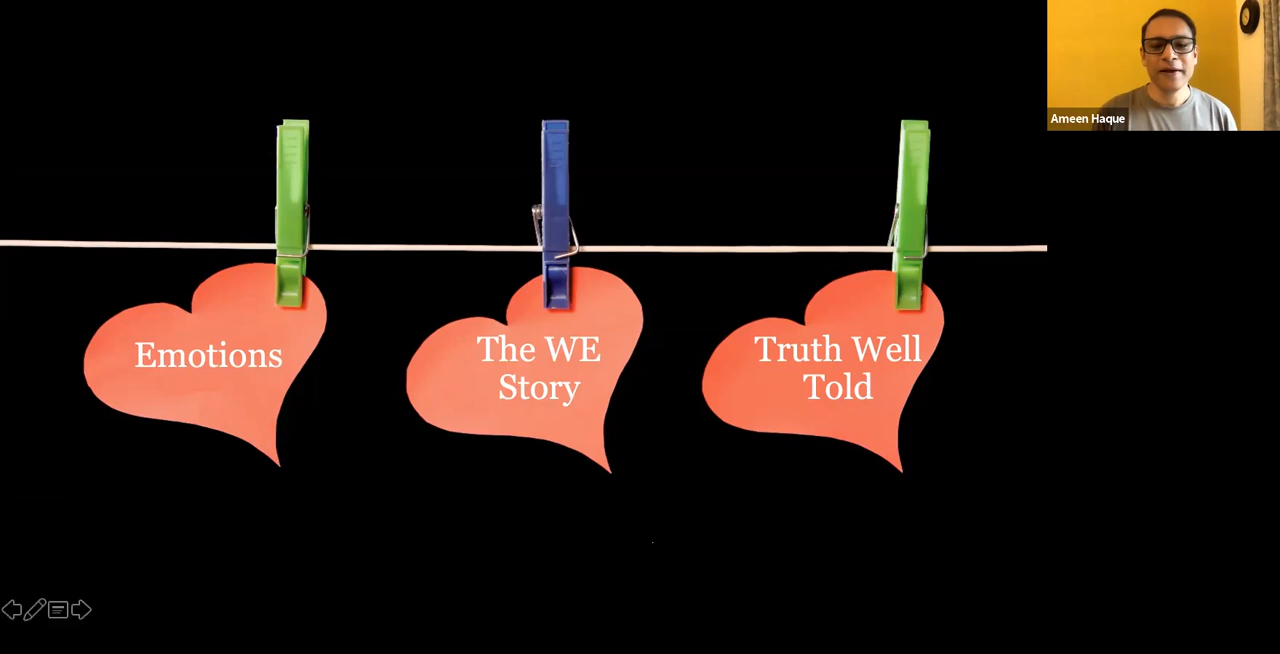 Ameen Haque
Emotions
The WE
Story
Truth Well
Told